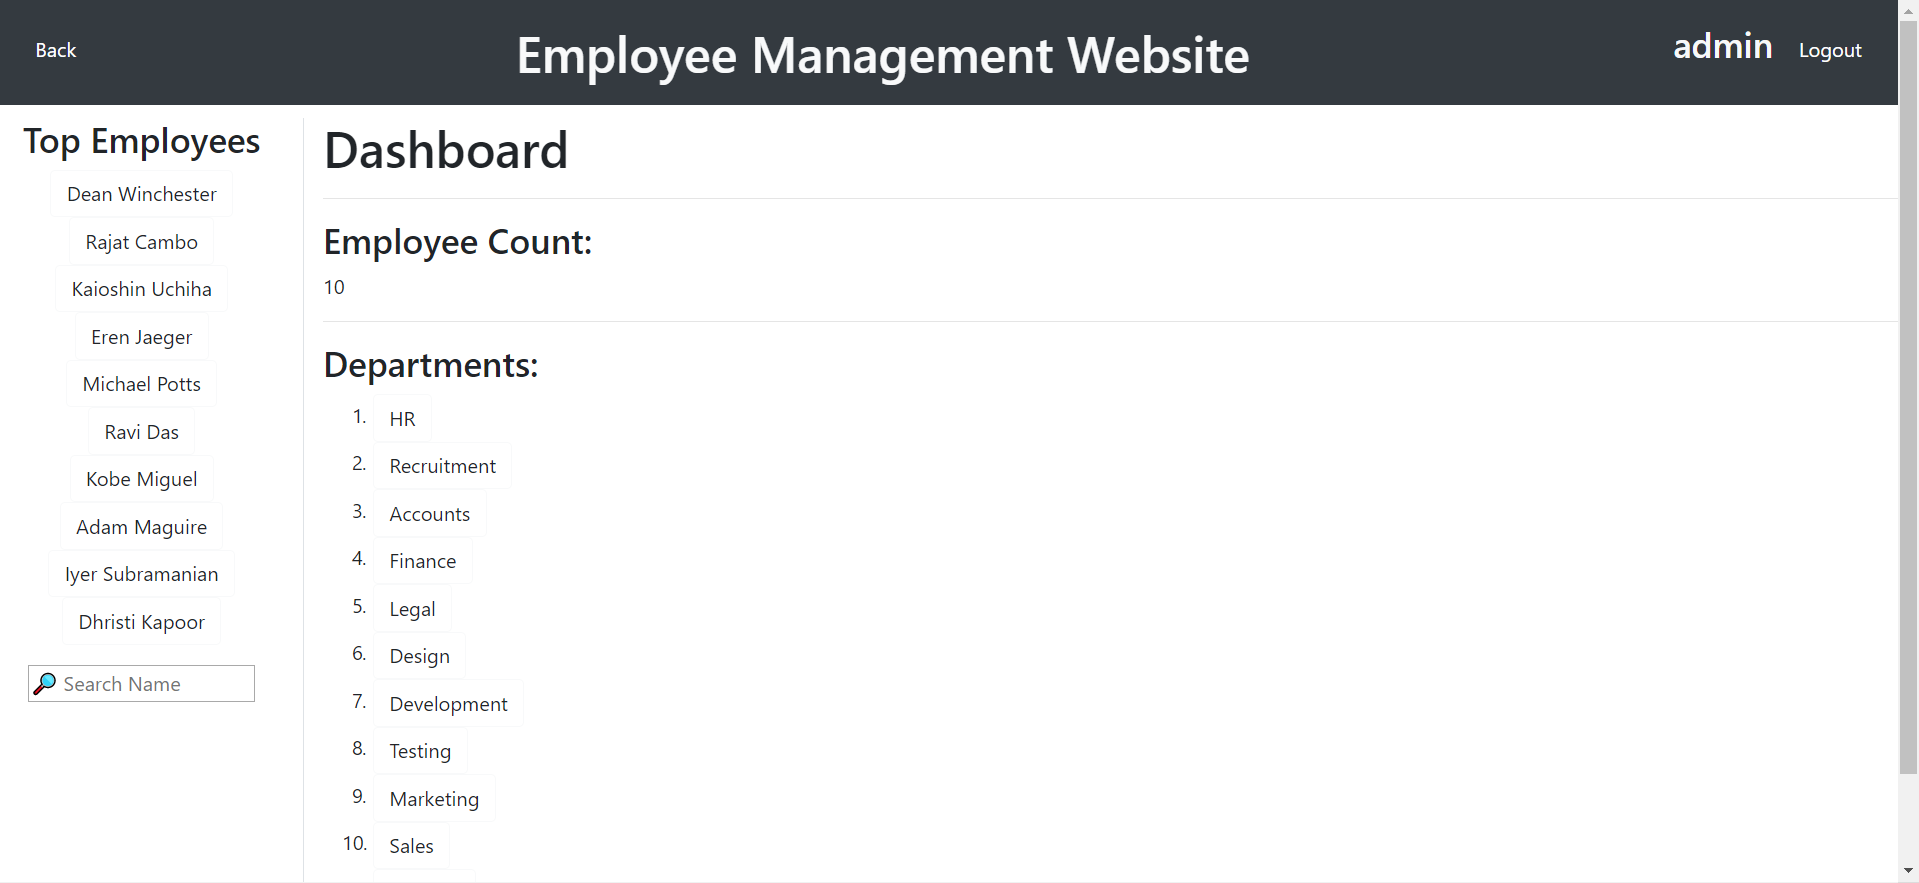 Back
Employee Management Website
admin
Logout
Top Employees
Dean Winchester
Rajat Cambo
Kaioshin Uchiha
Eren Jaeger
Michael Potts
Ravi Das
Kobe Miguel
Adam Maguire
Iyer Subramanian
Dhristi Kapoor
Search Name
Dashboard
Employee Count:
10
Departments:
1. HR
2. Recruitment
3. Accounts
4. Finance
5. Legal
6. Design
7. Development
8. Testing
9. Marketing
10. Sales